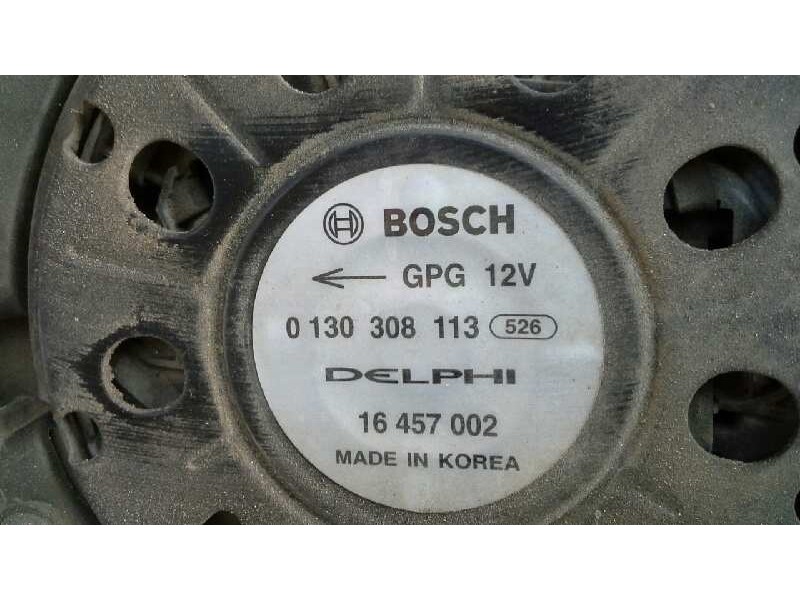 BOSCH
GPG 12V
0 130 308 113 526
DELPHI
16 457 002
MADE IN KOREA